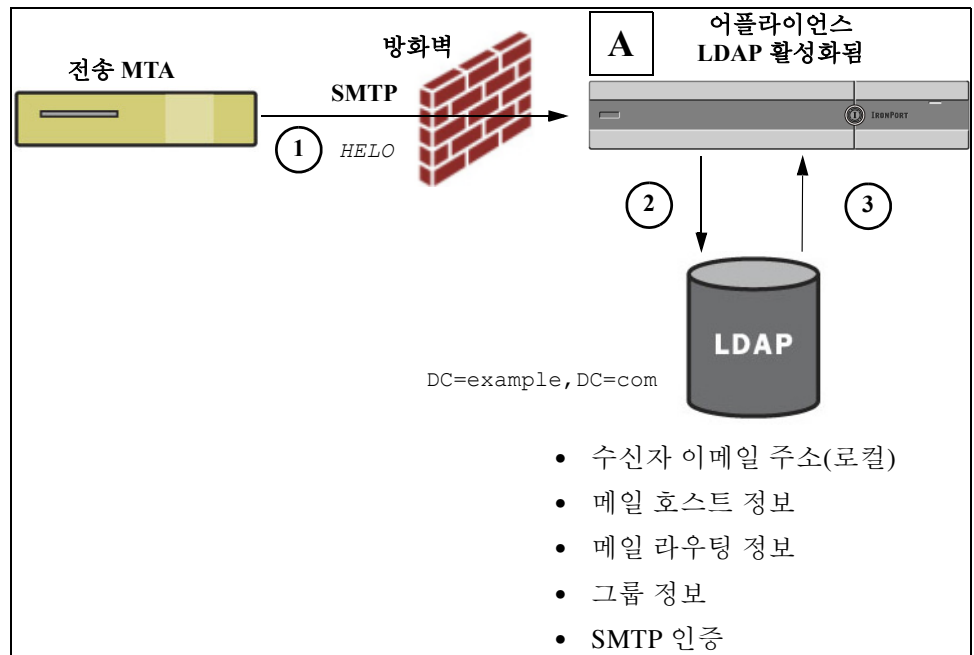 전송 MTA
방화벽
SMTP
1
HELO
A
어플라이언스
LDAP 활성화됨
IRONPORT
2
3
LDAP
DC=example,DC=com
• 수신자 이메일 주소(로컬)
• 메일 호스트 정보
• 메일 라우팅 정보
• 그룹 정보
• SMTP 인증